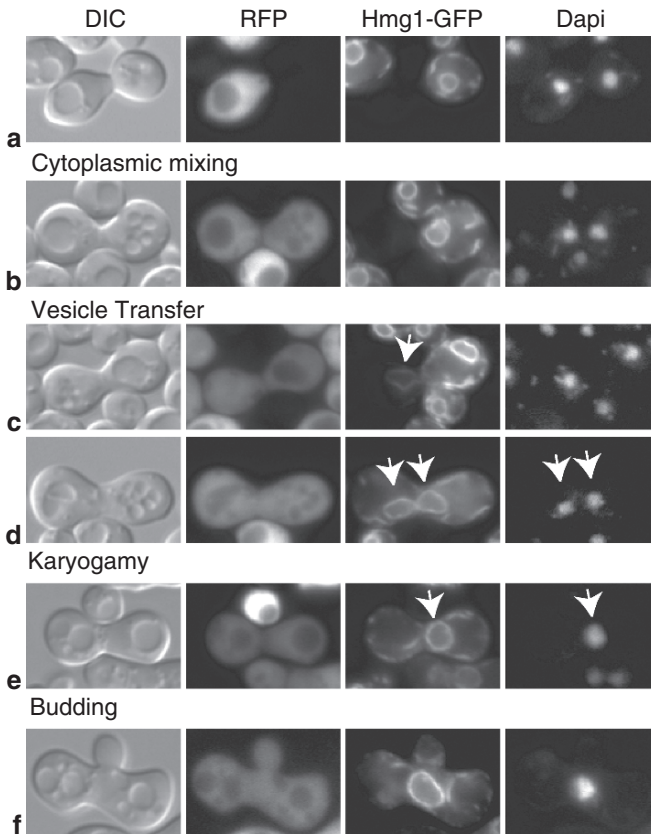 DIC RFP Hmg1-GFP Dapi
a
Cytoplasmic mixing
b
Vesicle Transfer
c
d
Karyogamy
e
Budding
f